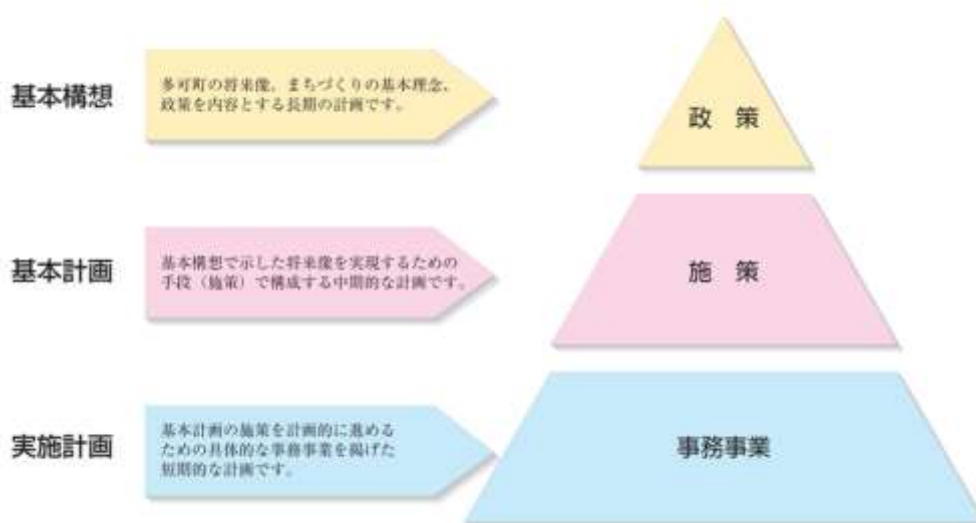 基本構想
多可町の将来像、まちづくりの基本理念、
政策を内容とする長期の計画です。
政 策
基本計画
基本構想で示した将来像を実現するための
手段（施策）で構成する中期的な計画です。
施 策
実施計画
基本計画の施策を計画的に進める
ための具体的な事務事業を掲げた
短期的な計画です。
事務事業